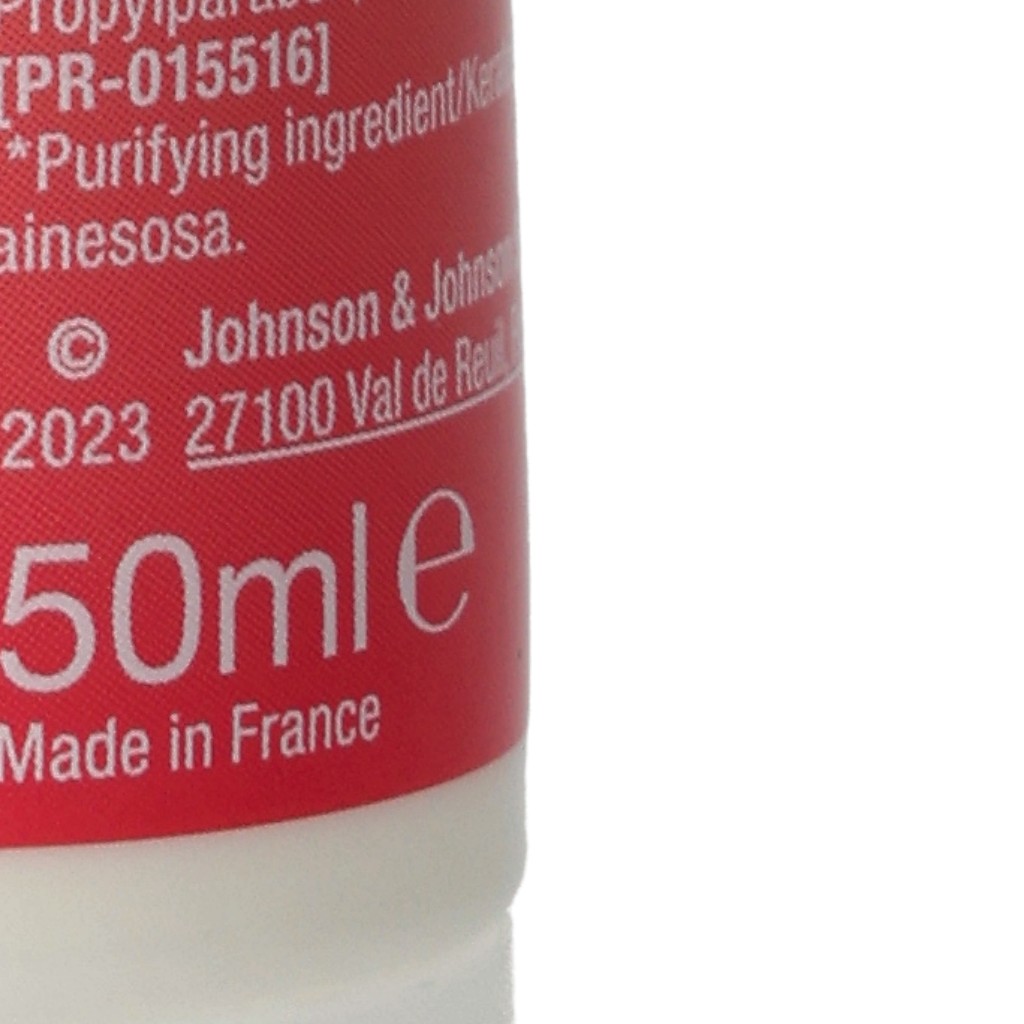 [PR-015516]
*Purifying ingredient/
ainesosa.
© Johnson & Johnson
2023 27100 Val de Reuil,
50ml e
Made in France